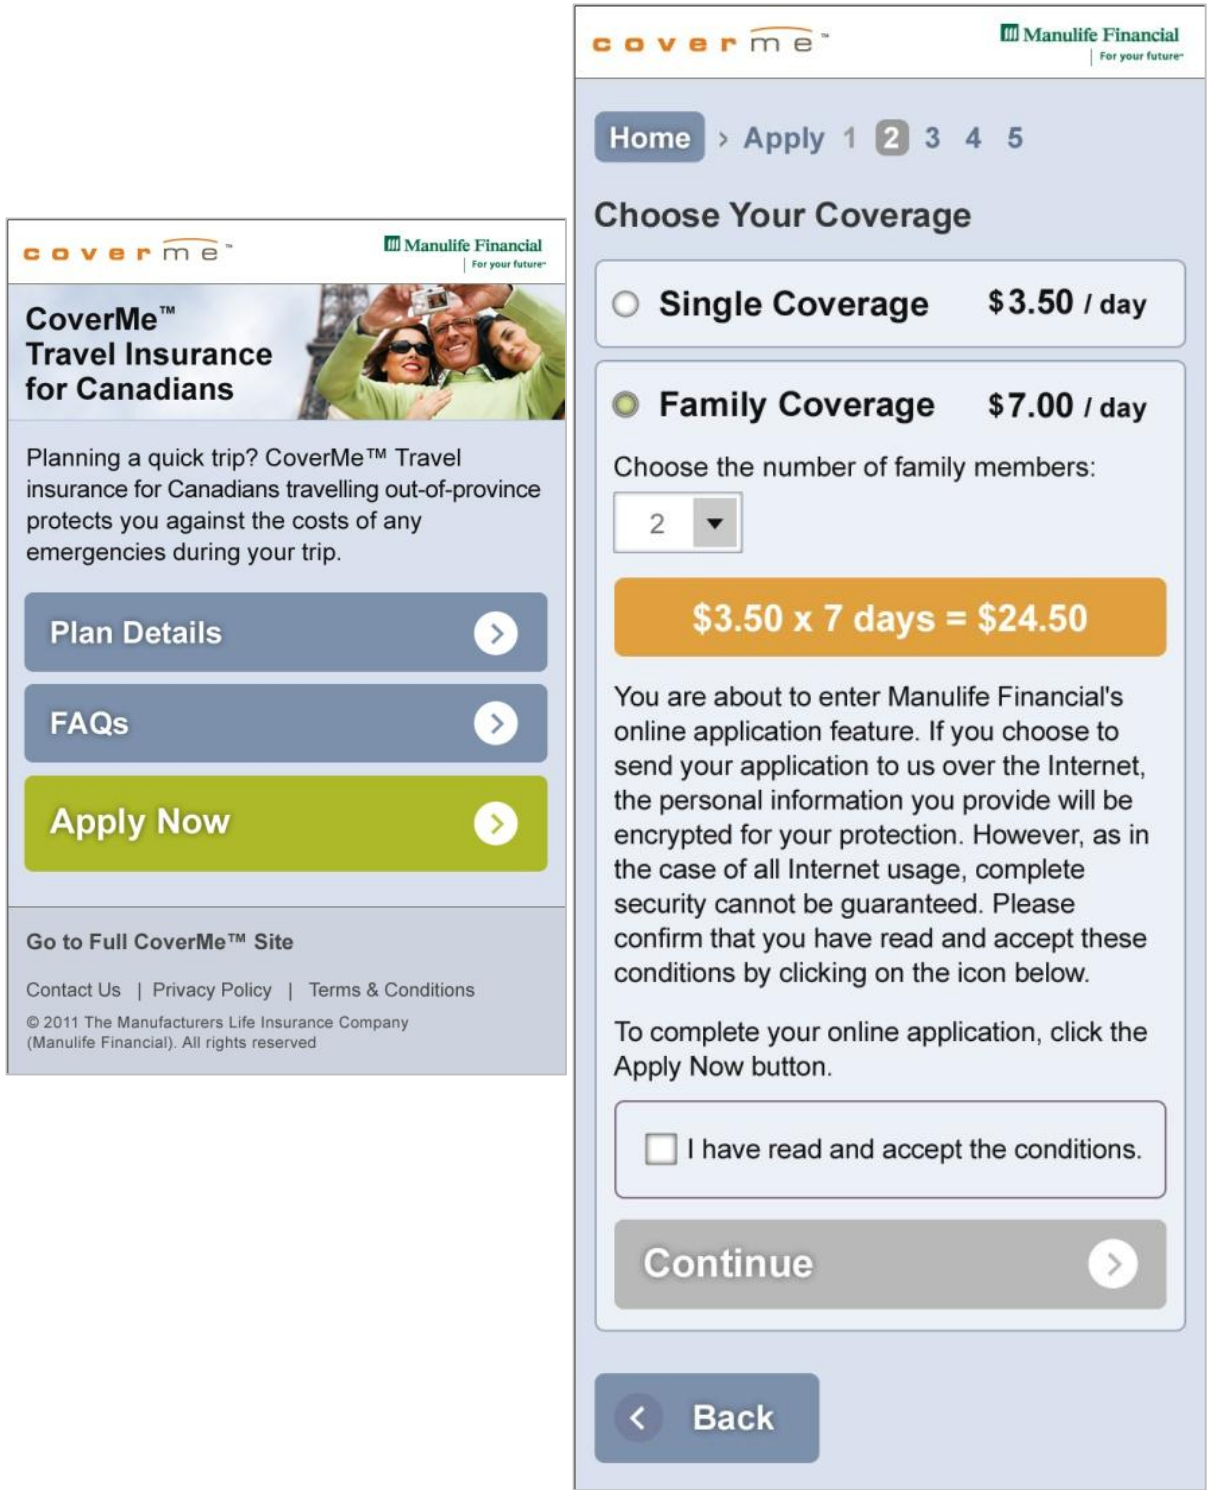 coverme™
Manulife Financial
For your future™
CoverMe™
Travel Insurance
for Canadians
Planning a quick trip? CoverMe™ Travel
insurance for Canadians travelling out-of-province
protects you against the costs of any
emergencies during your trip.
Plan Details
FAQs
Apply Now
Go to Full CoverMe™ Site
Contact Us | Privacy Policy | Terms & Conditions
© 2011 The Manufacturers Life Insurance Company
(Manulife Financial). All rights reserved
coverme™
Manulife Financial
For your future™
Home › Apply 1 2 3 4 5
Choose Your Coverage
Single Coverage $3.50 / day
Family Coverage $7.00 / day
Choose the number of family members:
2
$3.50 x 7 days = $24.50
You are about to enter Manulife Financial's
online application feature. If you choose to
send your application to us over the Internet,
the personal information you provide will be
encrypted for your protection. However, as in
the case of all Internet usage, complete
security cannot be guaranteed. Please
confirm that you have read and accept these
conditions by clicking on the icon below.
To complete your online application, click the
Apply Now button.
I have read and accept the conditions.
Continue
Back